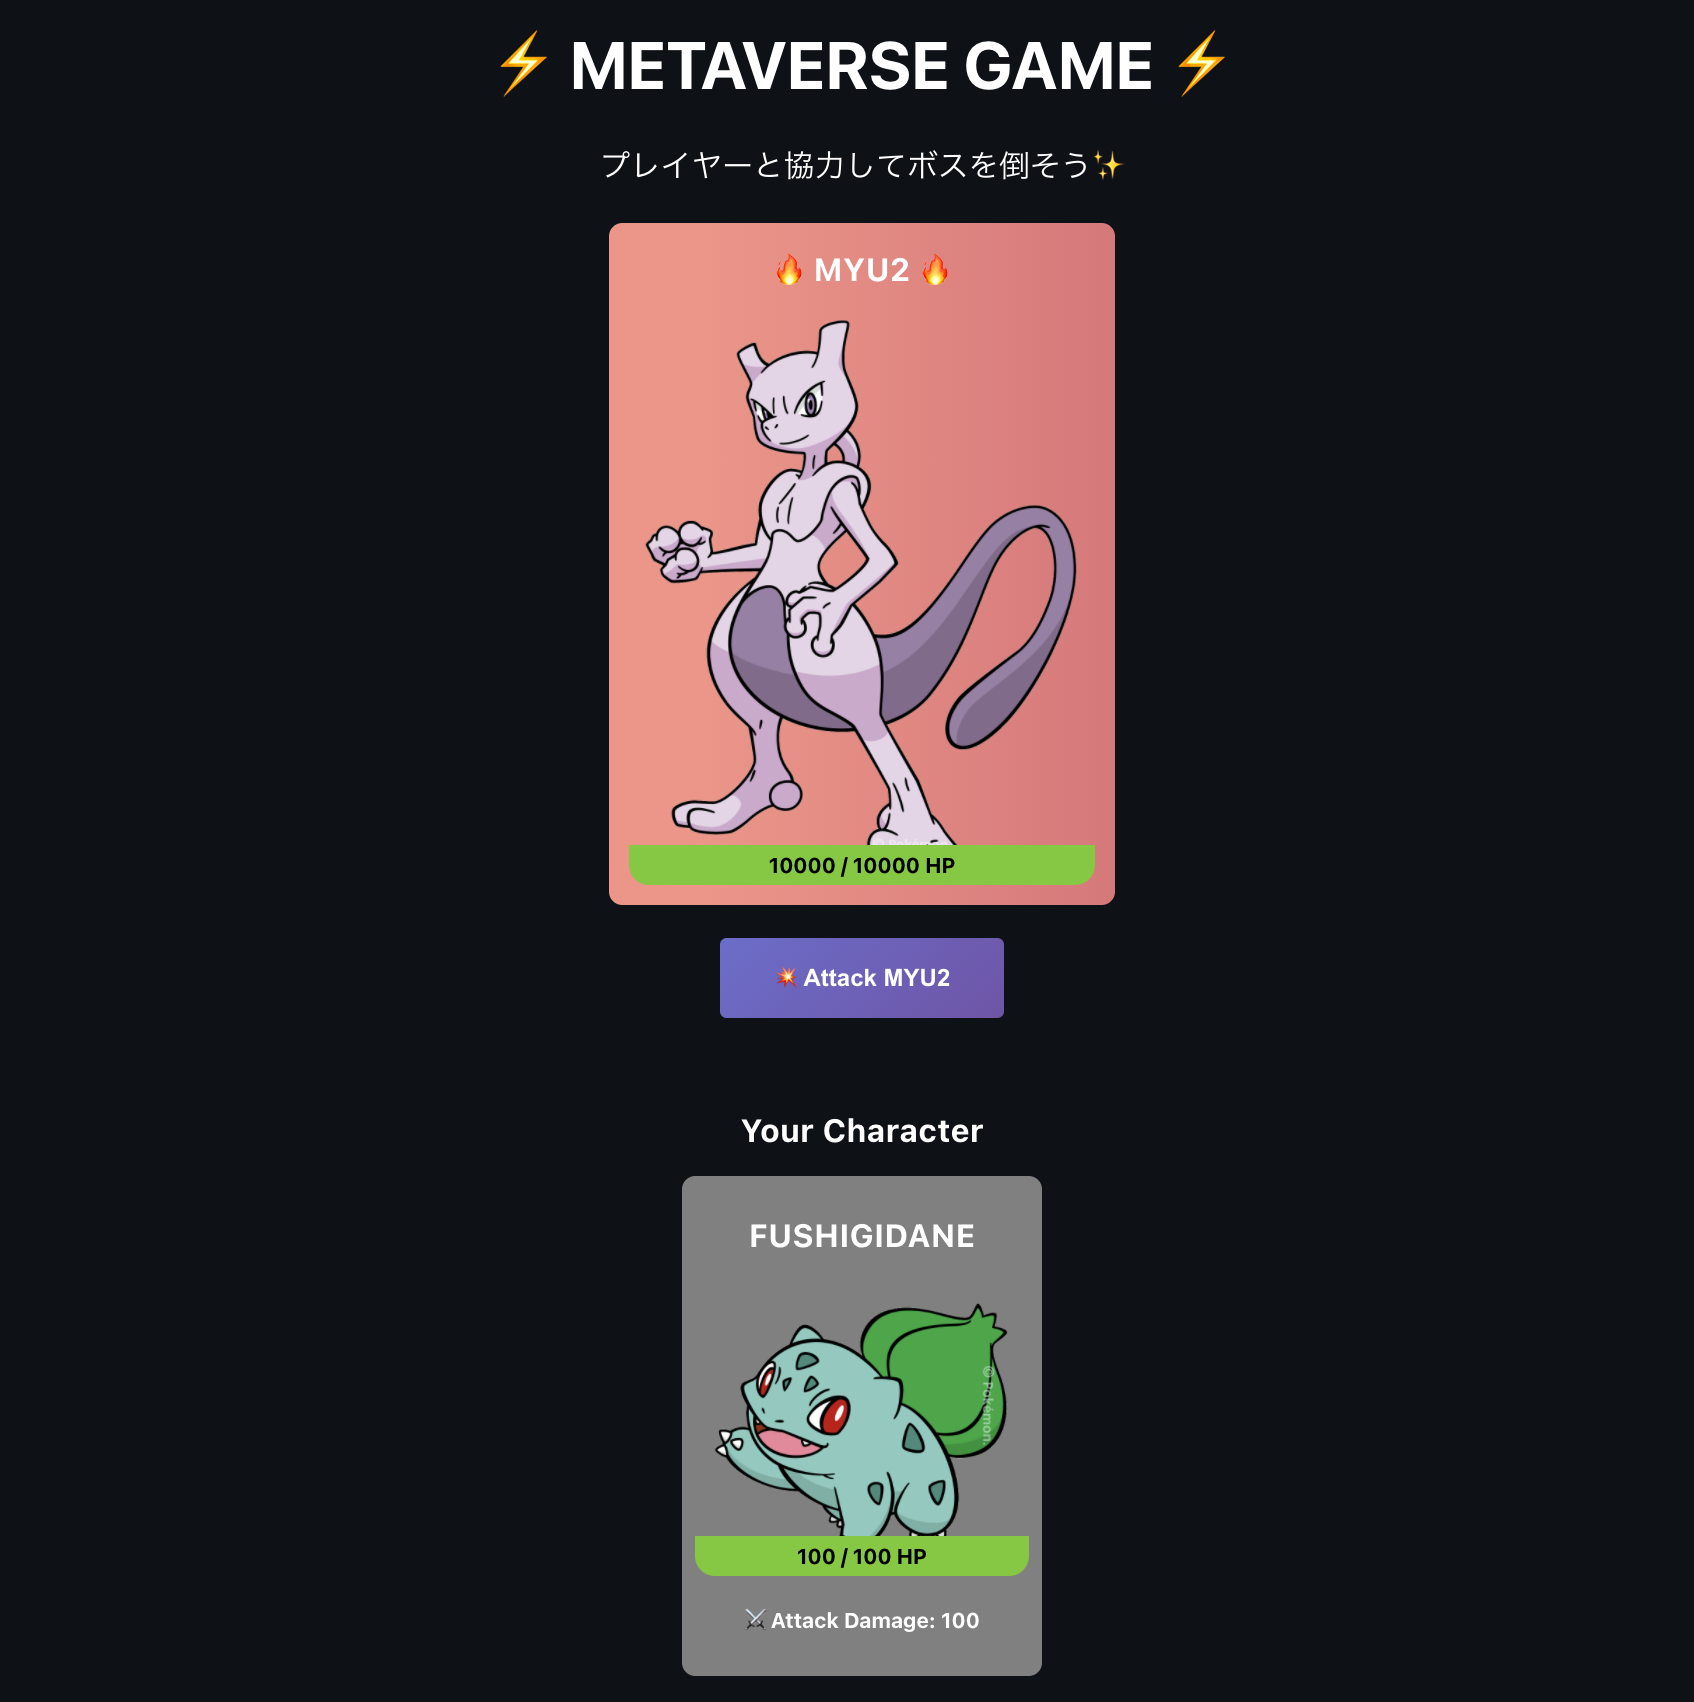 ⚡ METAVERSE GAME ⚡
プレイヤーと協力してボスを倒そう✨
🔥 MYU2 🔥
10000 / 10000 HP
💥 Attack MYU2
Your Character
FUSHIGIDANE
© Pokémon
100 / 100 HP
⚔ Attack Damage: 100